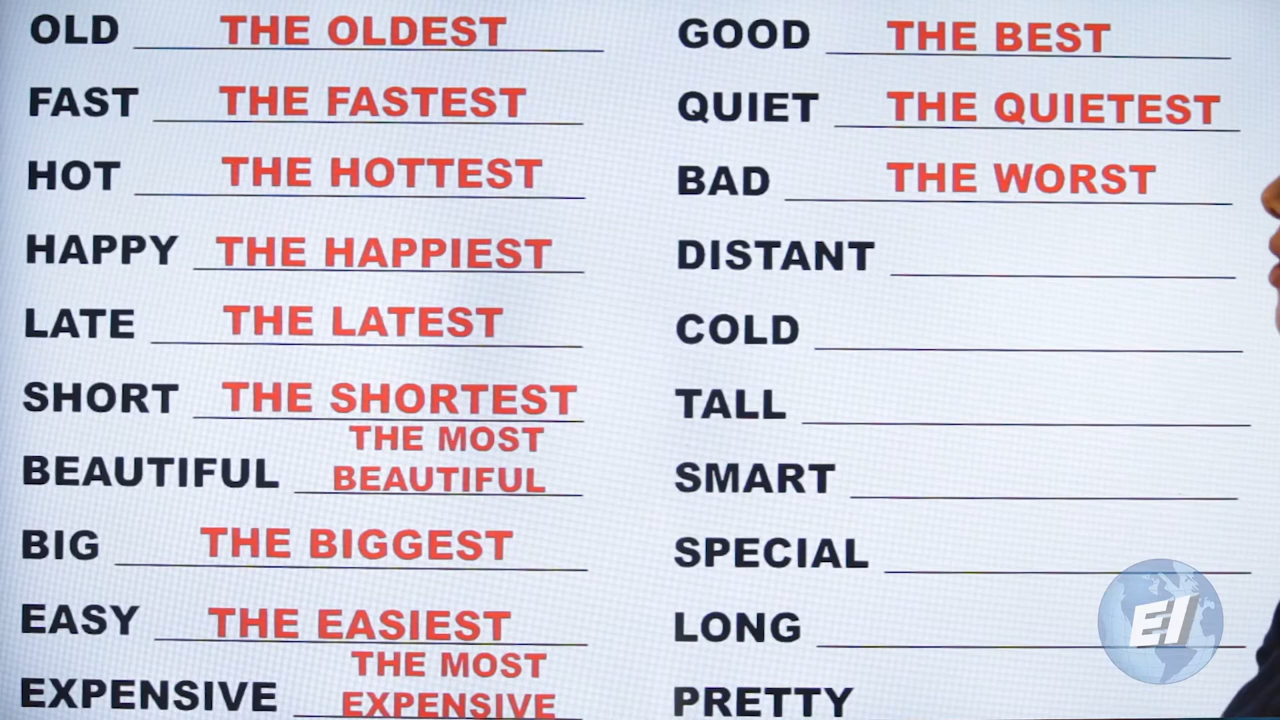 OLD THE OLDEST
FAST THE FASTEST
HOT THE HOTTEST
HAPPY THE HAPPIEST
LATE THE LATEST
SHORT THE SHORTEST
BEAUTIFUL THE MOST
BEAUTIFUL
BIG THE BIGGEST
EASY THE EASIEST
EXPENSIVE THE MOST
EXPENSIVE
GOOD THE BEST
QUIET THE QUIETEST
BAD THE WORST
DISTANT
COLD
TALL
SMART
SPECIAL
LONG
PRETTY
EI